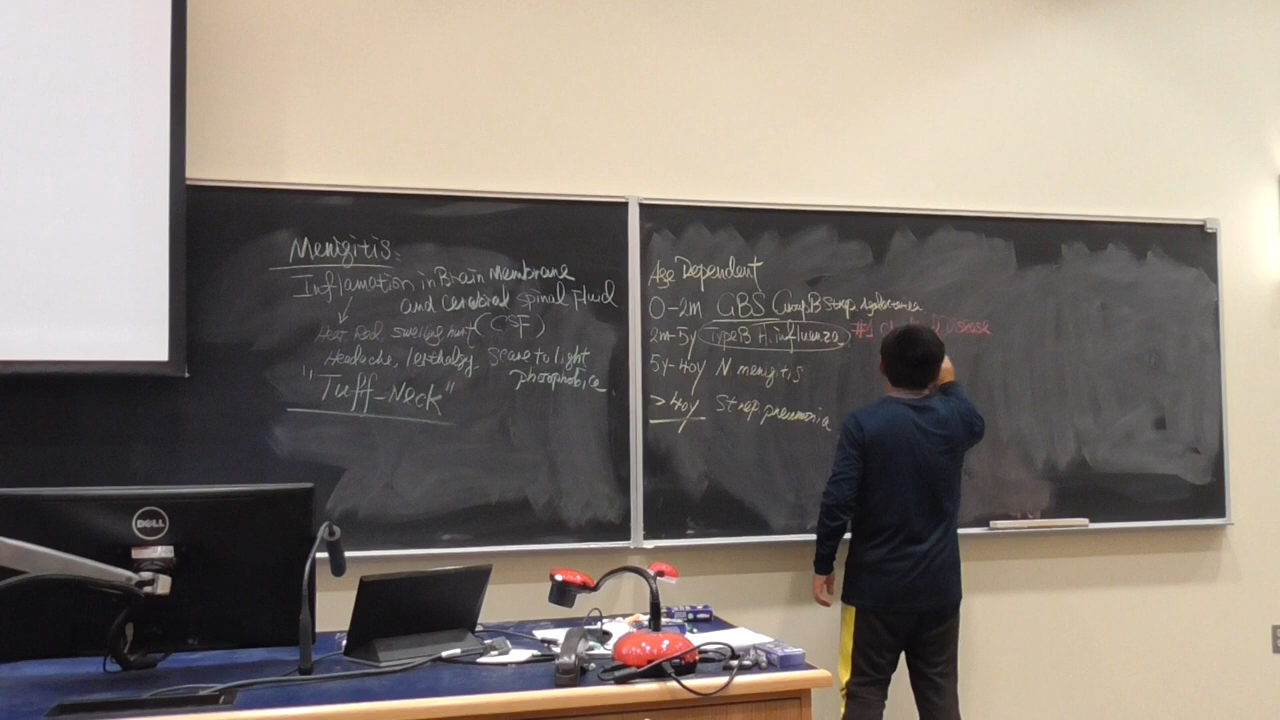 Menigitis:
Inflamation in Brain Membrane
and Cerebral Spinal Fluid
Heat Red swelling hurt (CSF)
Headache, lerthalgy, Scare to light
photophobice.
"Tuff-Neck"
Age Dependent
0-2m GBS Group B Strep.
2m-5y Type B H. influenza #1 Disease
5y-40y N menigitis
>40y Strep. pneumonia
DELL